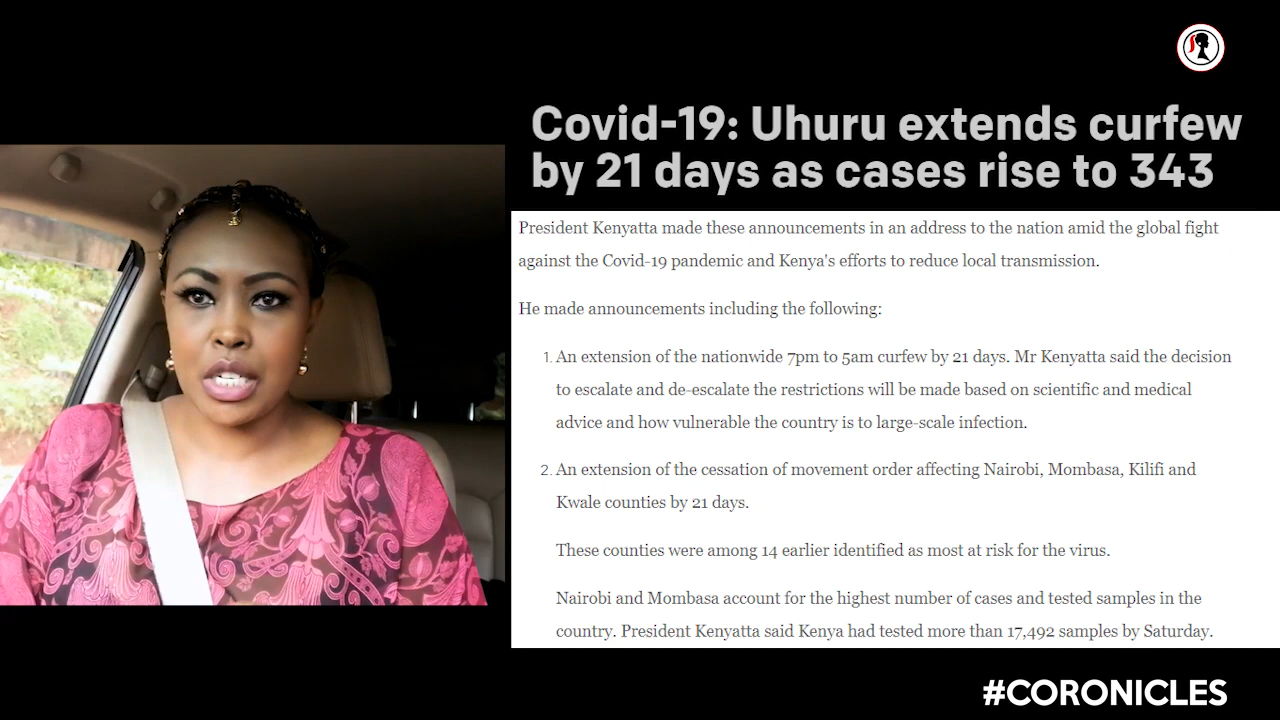 Covid-19: Uhuru extends curfew
by 21 days as cases rise to 343
President Kenyatta made these announcements in an address to the nation amid the global fight
against the Covid-19 pandemic and Kenya's efforts to reduce local transmission.
He made announcements including the following:
1. An extension of the nationwide 7pm to 5am curfew by 21 days. Mr Kenyatta said the decision
to escalate and de-escalate the restrictions will be made based on scientific and medical
advice and how vulnerable the country is to large-scale infection.
2. An extension of the cessation of movement order affecting Nairobi, Mombasa, Kilifi and
Kwale counties by 21 days.
These counties were among 14 earlier identified as most at risk for the virus.
Nairobi and Mombasa account for the highest number of cases and tested samples in the
country. President Kenyatta said Kenya had tested more than 17,492 samples by Saturday.
#CORONICLES